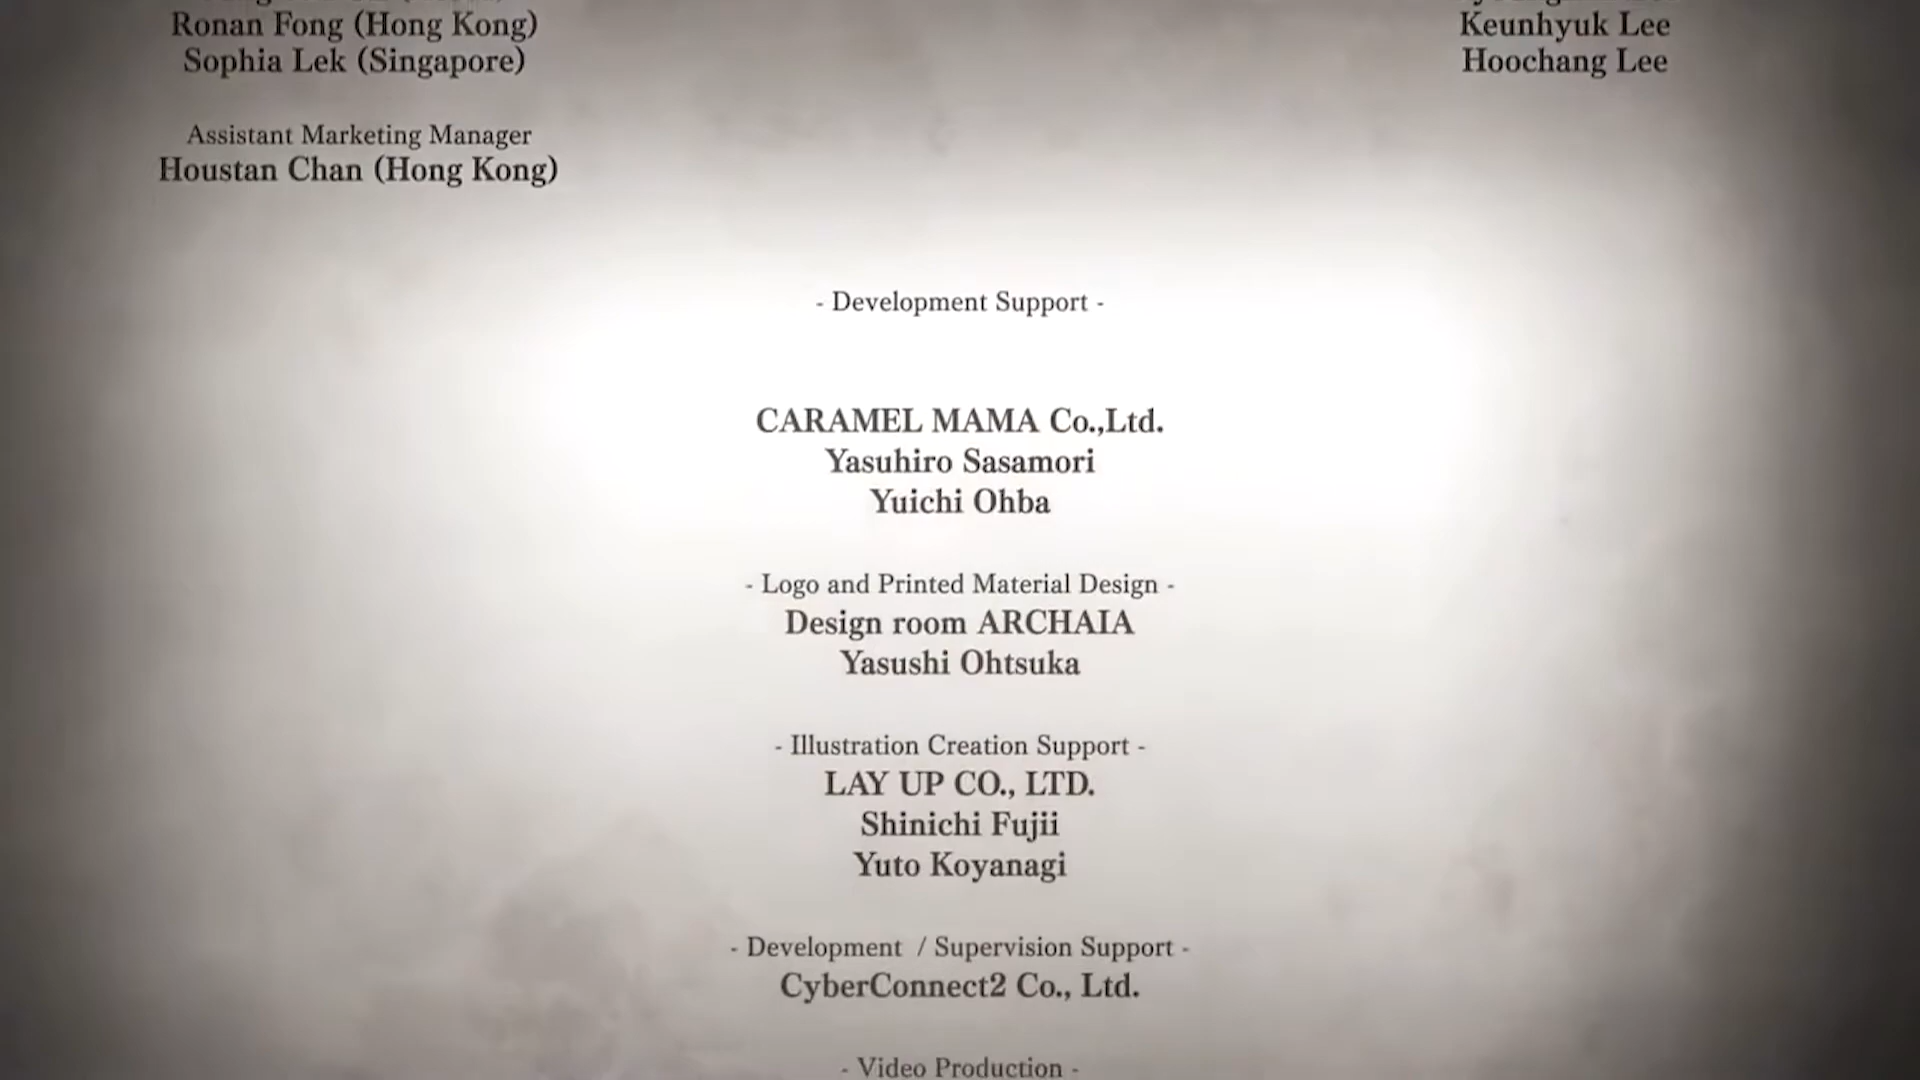 Ronan Fong (Hong Kong)
Sophia Lek (Singapore)
Assistant Marketing Manager
Houstan Chan (Hong Kong)
Keunhyuk Lee
Hoochang Lee
- Development Support -
CARAMEL MAMA Co.,Ltd.
Yasuhiro Sasamori
Yuichi Ohba
- Logo and Printed Material Design -
Design room ARCHAIA
Yasushi Ohtsuka
- Illustration Creation Support -
LAY UP CO., LTD.
Shinichi Fujii
Yuto Koyanagi
- Development / Supervision Support -
CyberConnect2 Co., Ltd.
- Video Production -